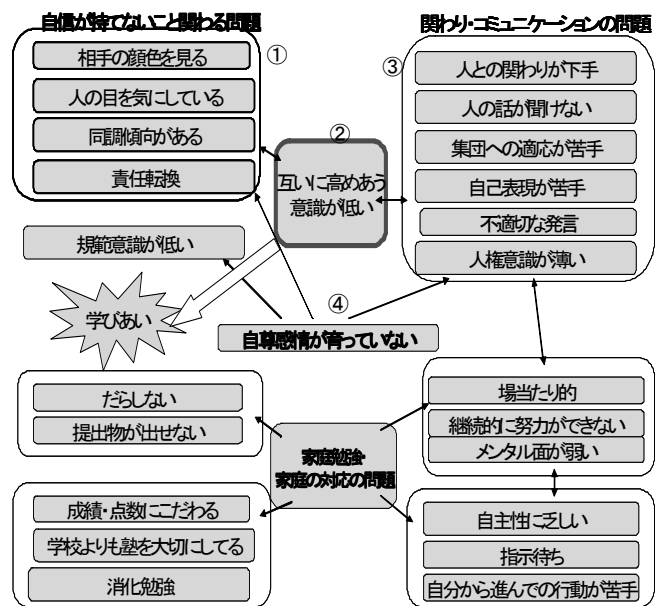 自信が持てないこと関わる問題
①
相手の顔色を見る
人の目を気にしている
同調傾向がある
責任転換
関わり・コミュニケーションの問題
③
人との関わりが下手
人の話が聞けない
集団への適応が苦手
自己表現が苦手
不適切な発言
人権意識が薄い
②
互いに高めあう
意識が低い
規範意識が低い
学びあい
④
自尊感情が育っていない
だらしない
提出物が出せない
場当たり的
継続的に努力ができない
メンタル面が弱い
家庭勉強・
家庭の対応の問題
成績・点数にこだわる
学校よりも塾を大切にしてる
消化勉強
自主性に乏しい
指示待ち
自分から進んでの行動が苦手